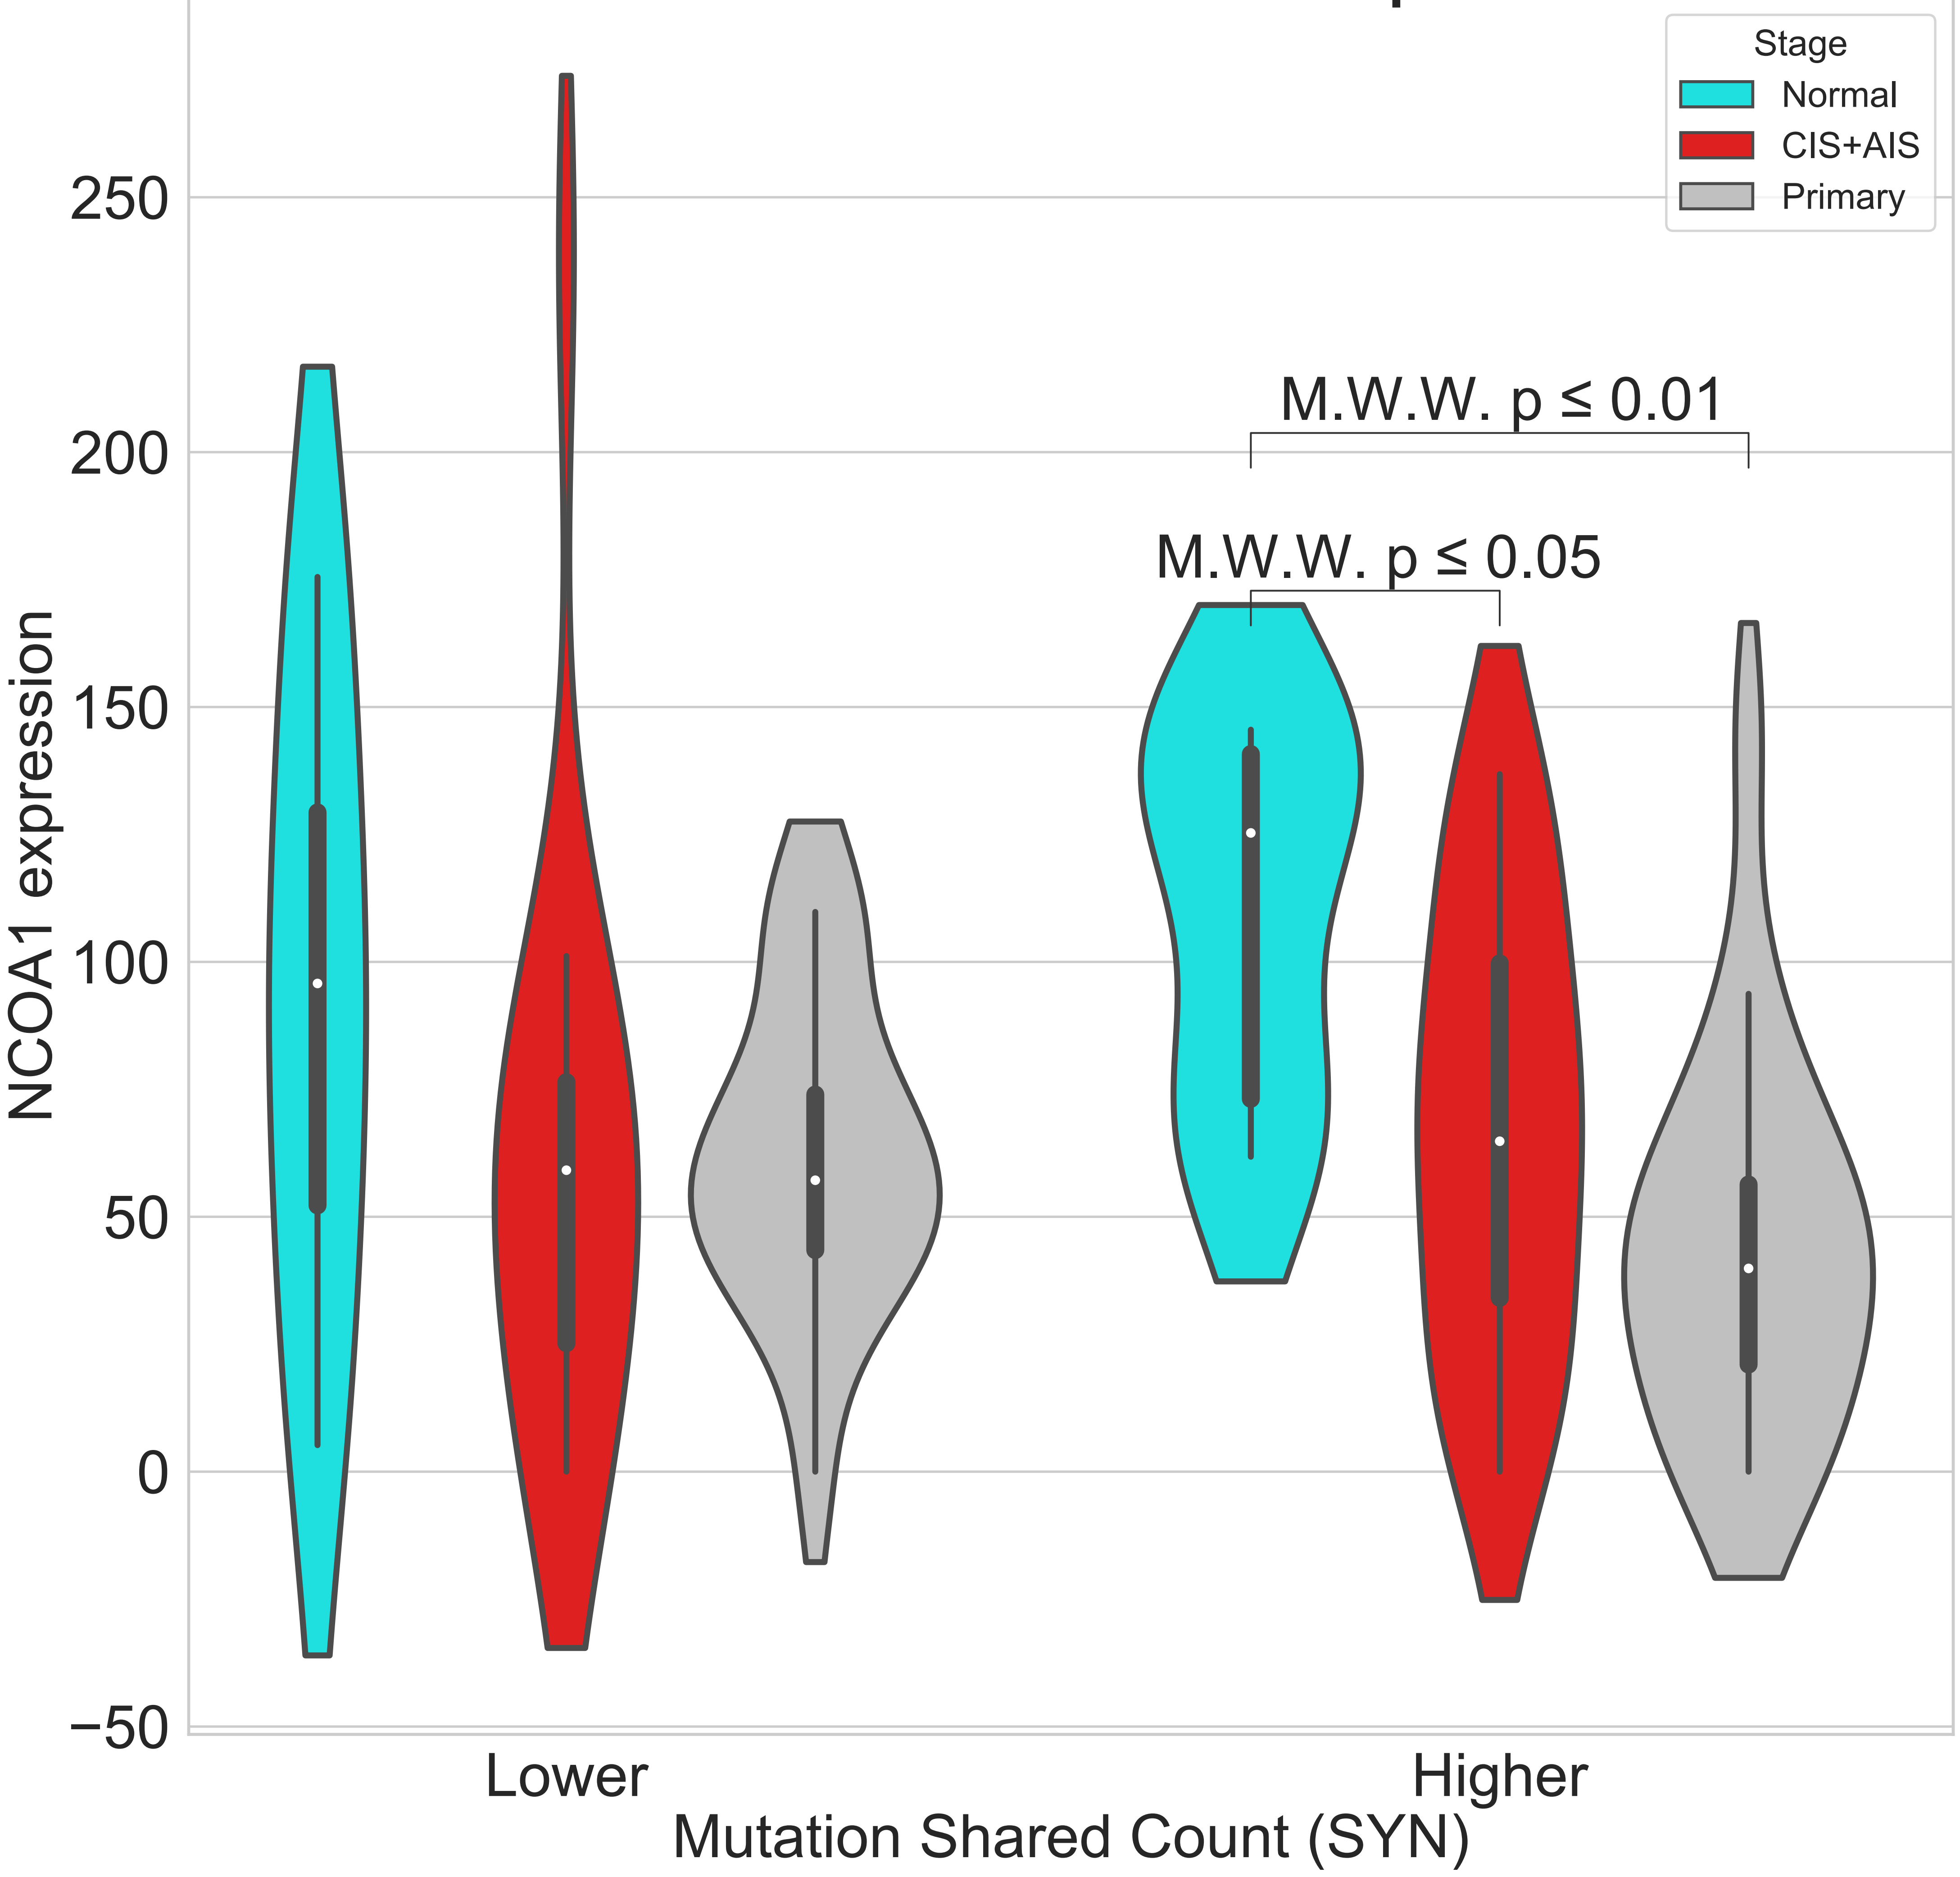 Stage
Normal
CIS+AIS
Primary
250
200
150
100
50
0
−50
NCOA1 expression
M.W.W. p ≤ 0.01
M.W.W. p ≤ 0.05
Lower
Higher
Mutation Shared Count (SYN)